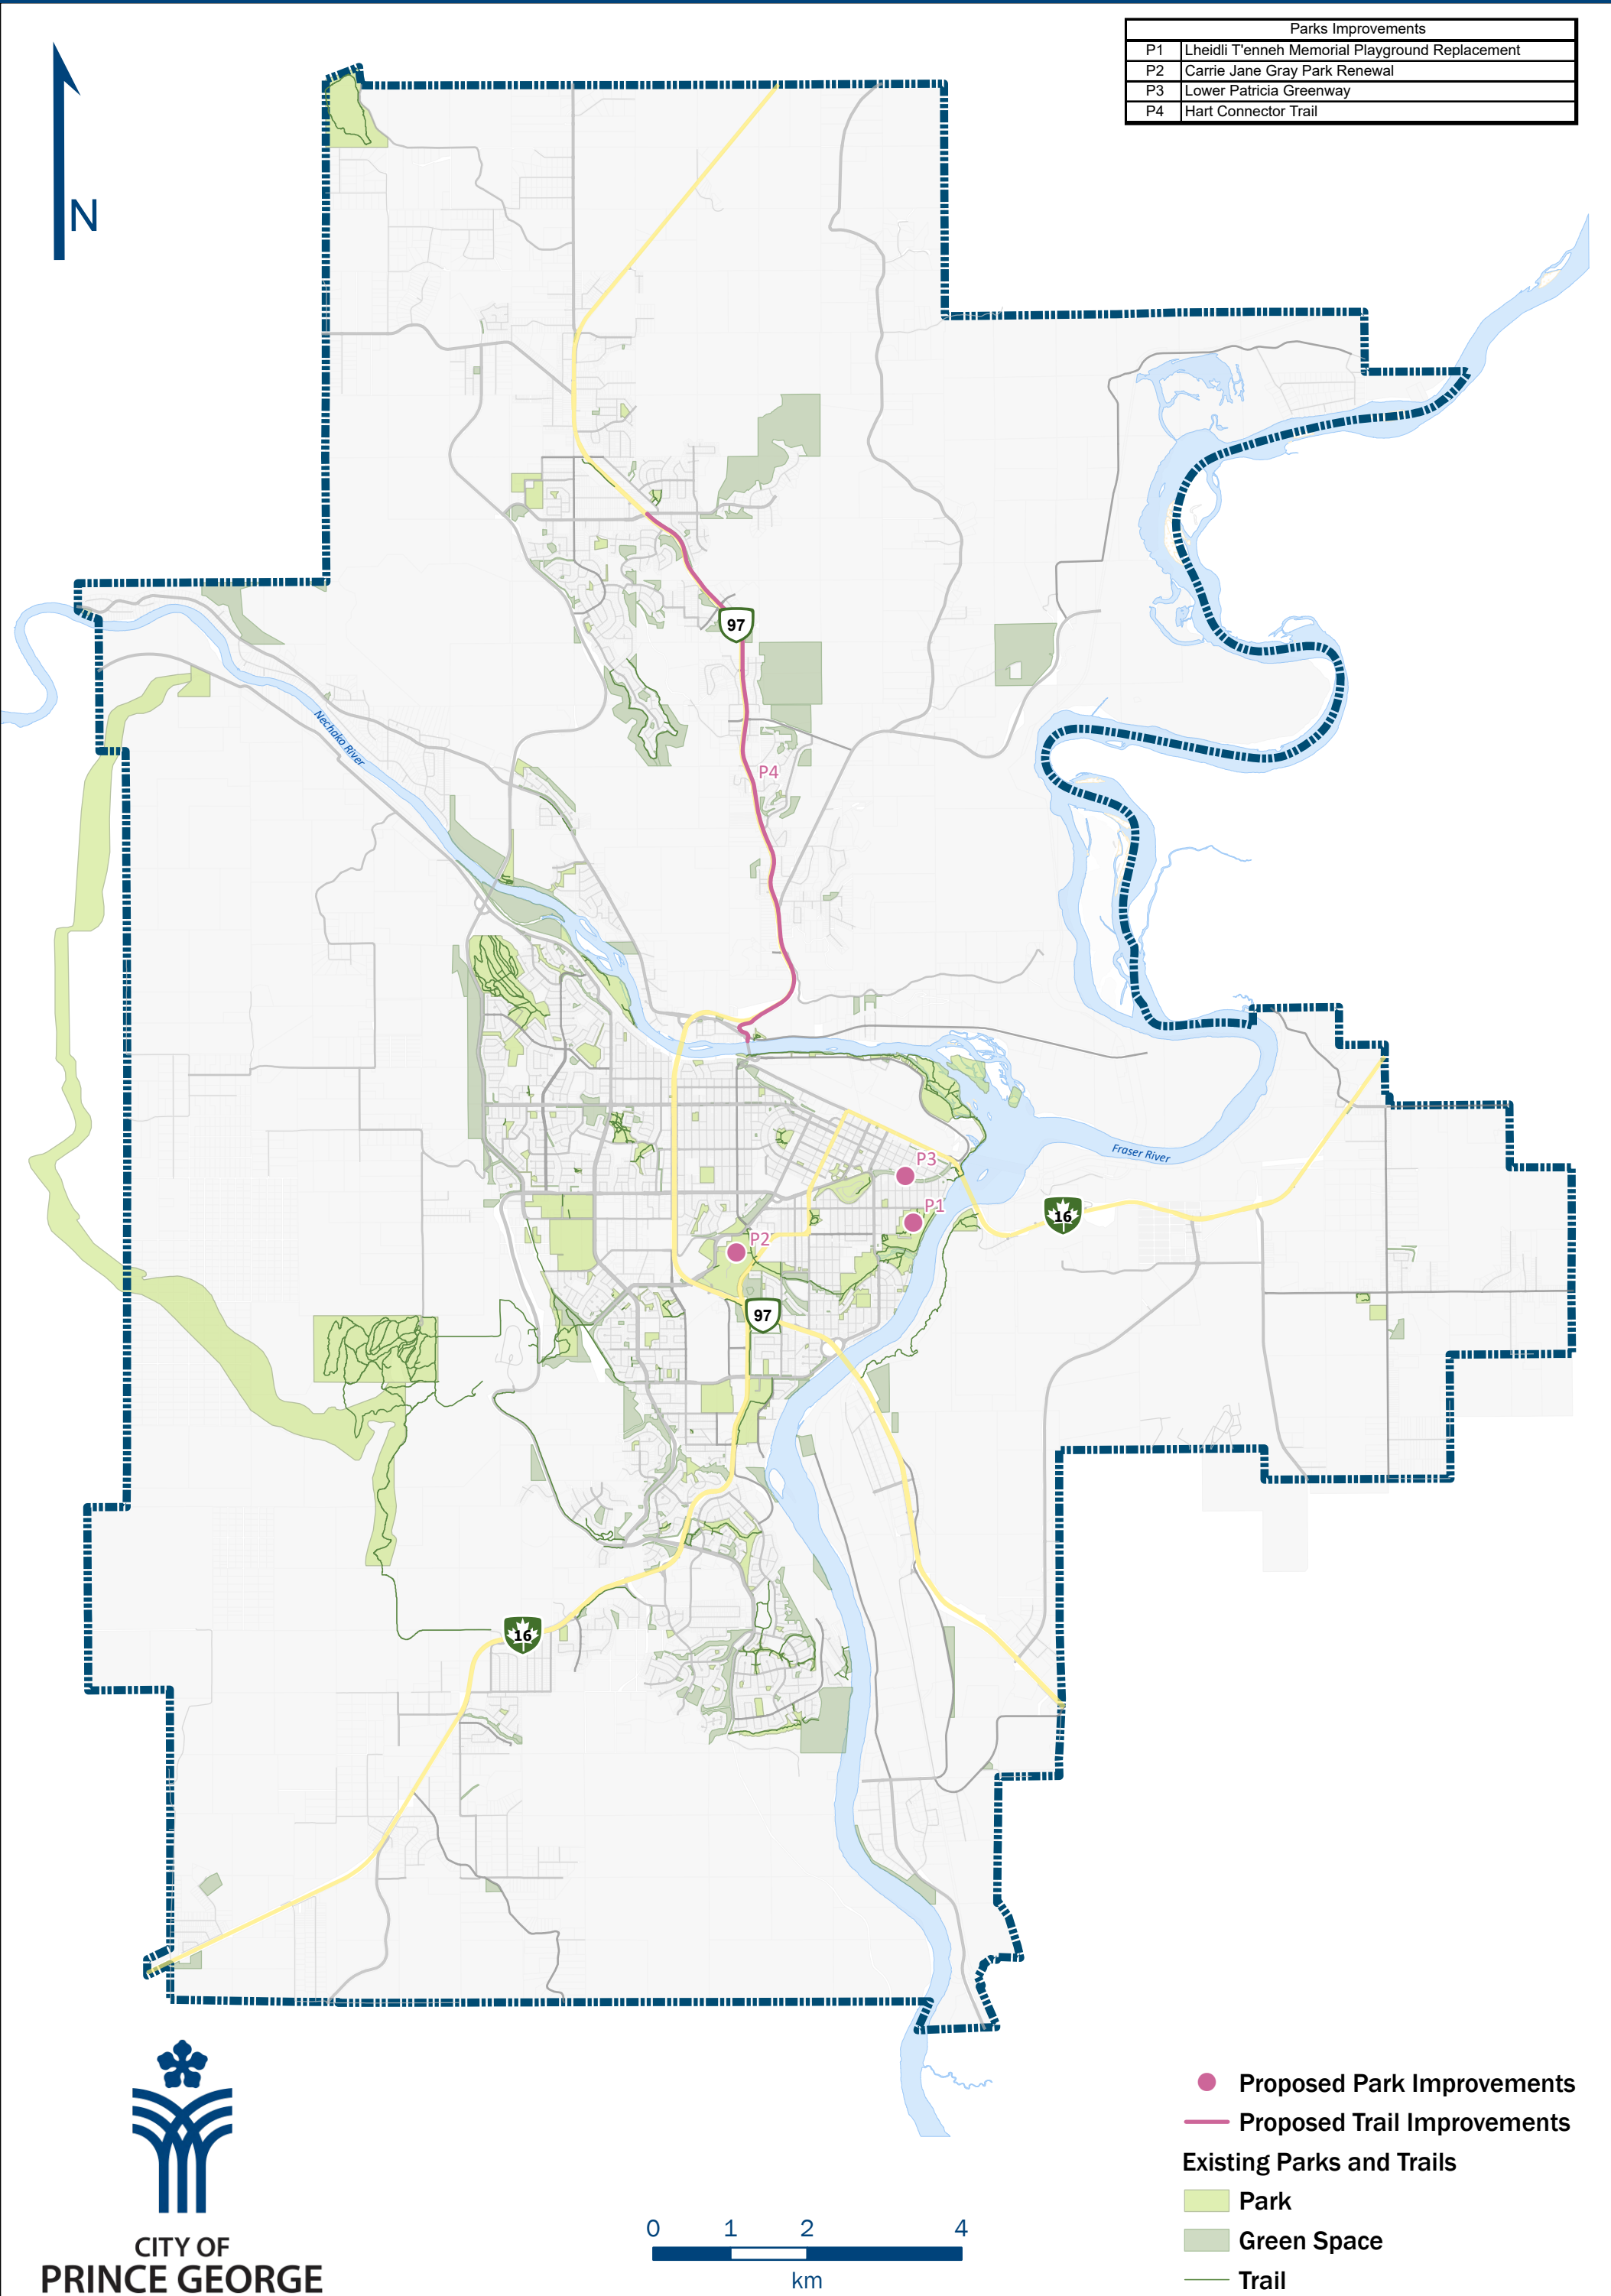 Parks Improvements
P1 Lheidli T'enneh Memorial Playground Replacement
P2 Carrie Jane Gray Park Renewal
P3 Lower Patricia Greenway
P4 Hart Connector Trail
N
97
Nechako River
P4
P3
Fraser River
P1
16
P2
97
16
Proposed Park Improvements
Proposed Trail Improvements
Existing Parks and Trails
Park
Green Space
Trail
0 1 2 4
km
CITY OF
PRINCE GEORGE